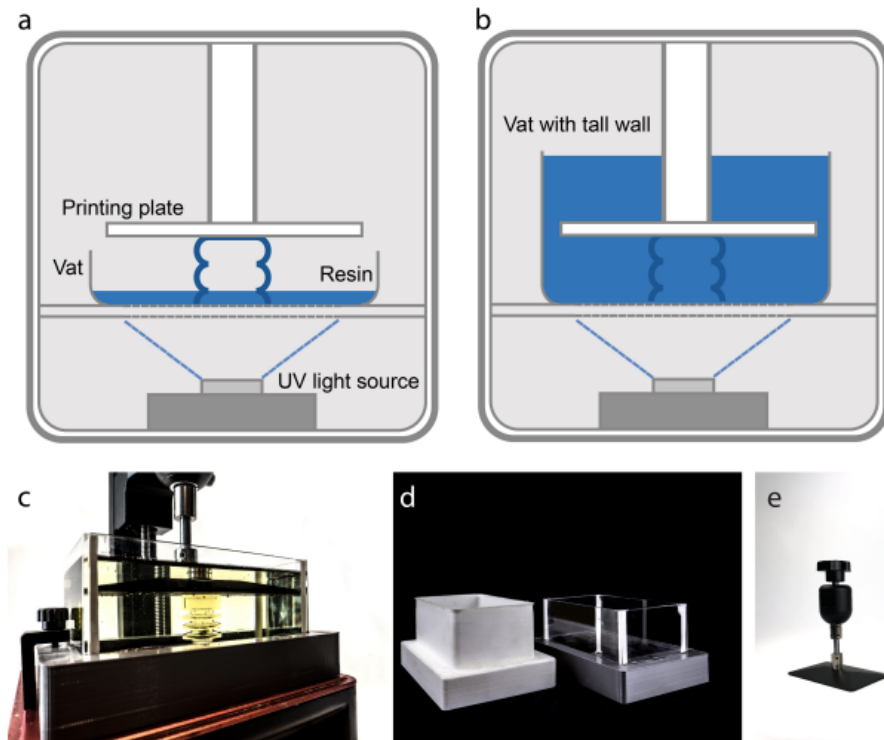 a
b
Vat with tall wall
Printing plate
Vat
Resin
UV light source
c
d
e